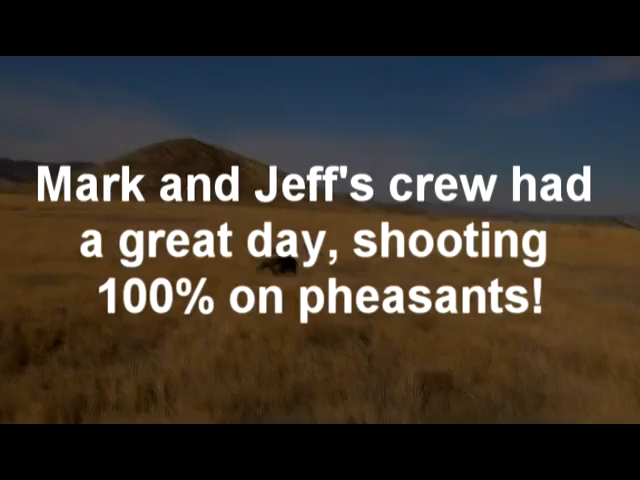 Mark and Jeff's crew had
a great day, shooting
100% on pheasants!